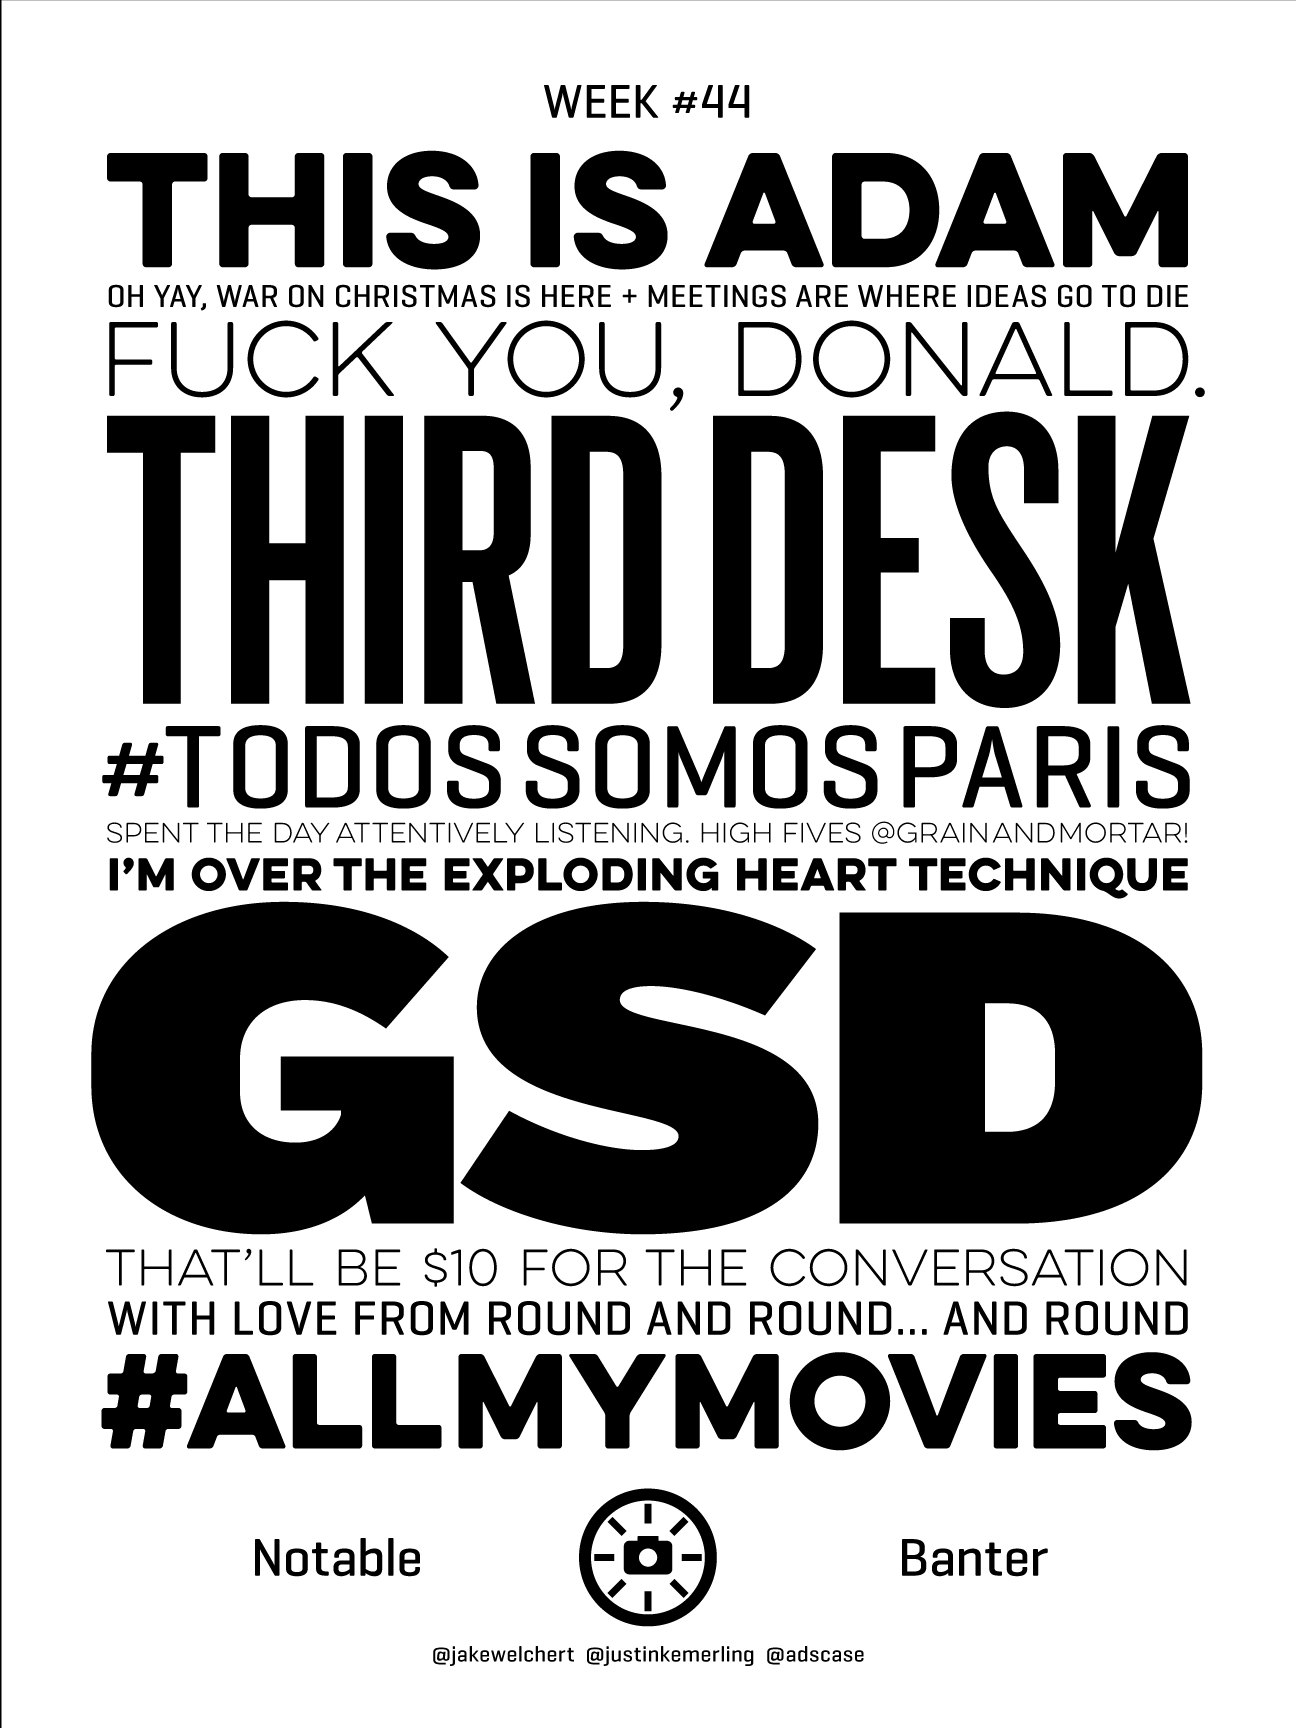 WEEK #44
THIS IS ADAM
OH YAY, WAR ON CHRISTMAS IS HERE + MEETINGS ARE WHERE IDEAS GO TO DIE
FUCK YOU, DONALD.
THIRD DESK
#TODOS SOMOS PARIS
SPENT THE DAY ATTENTIVELY LISTENING. HIGH FIVES @GRAINANDMORTAR!
I'M OVER THE EXPLODING HEART TECHNIQUE
GSD
THAT'LL BE $10 FOR THE CONVERSATION
WITH LOVE FROM ROUND AND ROUND... AND ROUND
#ALLMYMOVIES
Notable Banter
@jakewelchert @justinkemerling @adscase